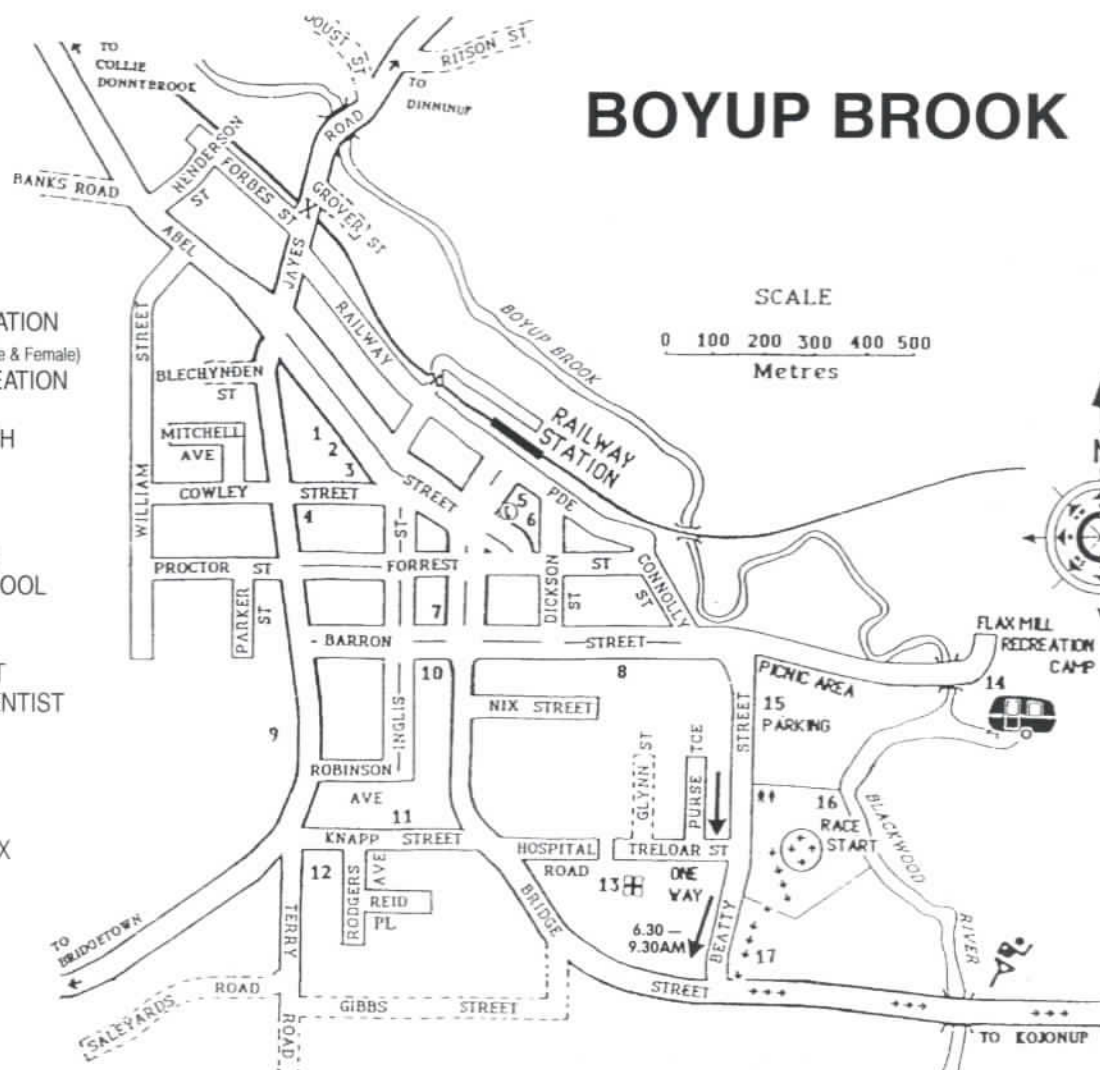 BOYUP BROOK
TO
COLLIE
DONNYBROOK
RITSON ST
TO
DINNINUP
ROAD
BANKS ROAD
HENDERSON
ST
FORBES ST
GROVER ST
ABEL
JAYES
RAILWAY
BOYUP BROOK
SCALE
0 100 200 300 400 500
Metres
ATION
e & Female)
EATION
H
OOL
T
ENTIST
X
WILLIAM STREET
BLECHYNDEN
ST
MITCHELL
AVE
1
2
3
COWLEY STREET
STREET
4
RAILWAY
STATION
PDE
5
6
PROCTOR ST
FORREST ST
INGLIS ST
PARKER
ST
7
DICKSON
ST
CONNOLLY
ST
BARRON STREET
FLAX MILL
RECREATION
CAMP
PICNIC AREA
14
8
9
10
15
PARKING
NIX STREET
BEATTY STREET
GLYNN ST
PURSE TCE
ROBINSON
AVE
11
KNAPP STREET
16
RACE
START
BLACKWOOD
RIVER
HOSPITAL
ROAD
TRELOAR ST
12
RODGERS
AVE
REID
PL
13
ONE
WAY
6.30 —
9.30AM
BRIDGE
STREET
17
TO
BRIDGETOWN
TERRY
ROAD
SALEYARDS ROAD
GIBBS STREET
TO KOJONUP